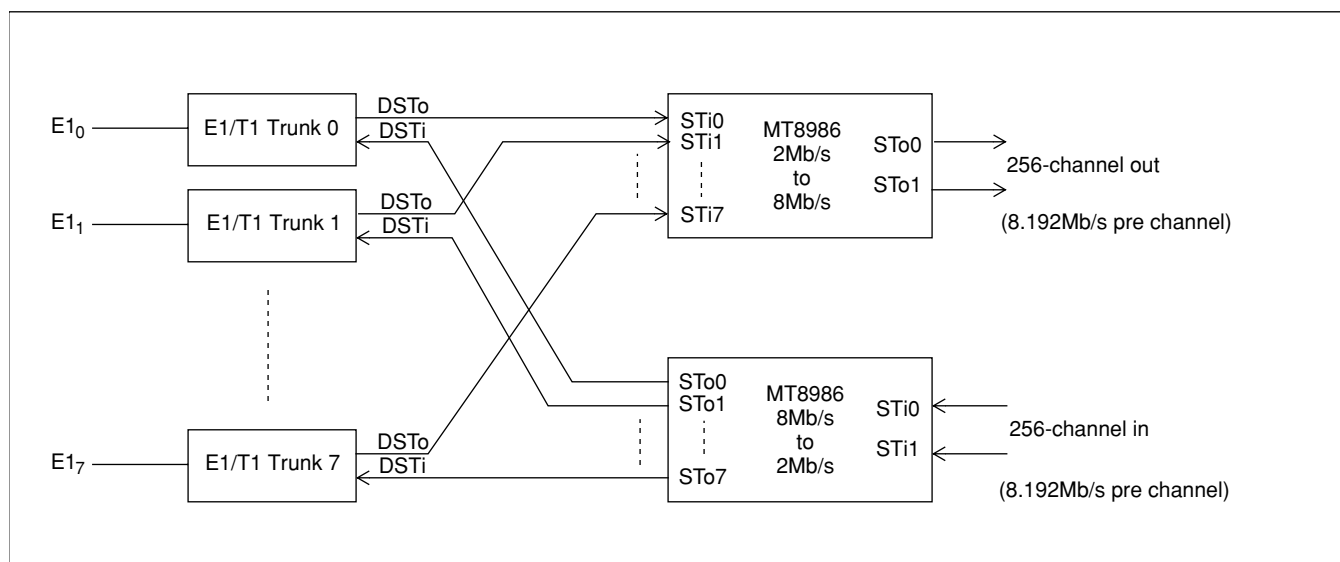 E1₀
E1/T1 Trunk 0
DSTo
DSTi
E1₁
E1/T1 Trunk 1
DSTo
DSTi
E1₇
E1/T1 Trunk 7
DSTo
DSTi
STi0
STi1
STi7
MT8986
2Mb/s
to
8Mb/s
STo0
STo1
256-channel out
(8.192Mb/s pre channel)
STo0
STo1
STo7
MT8986
8Mb/s
to
2Mb/s
STi0
STi1
256-channel in
(8.192Mb/s pre channel)